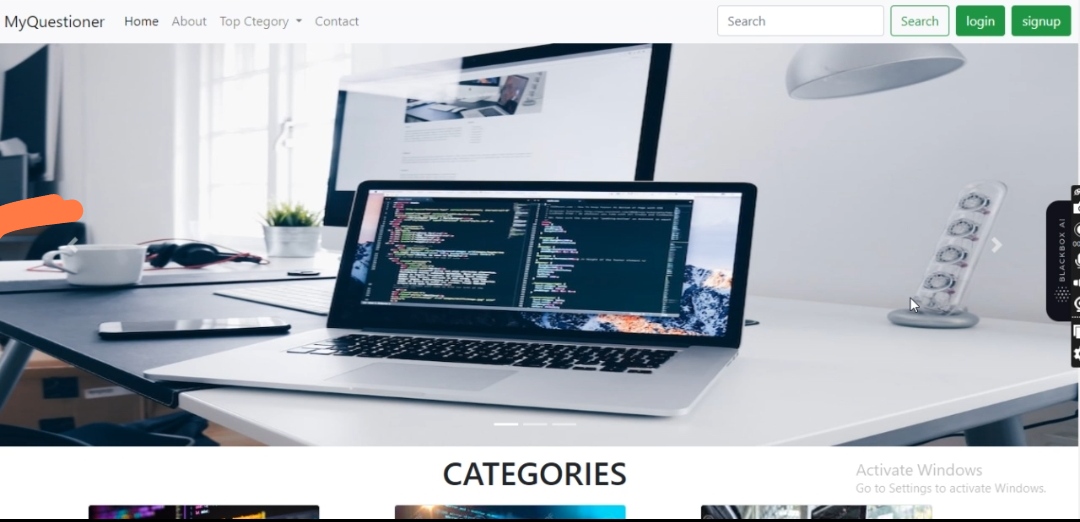 MyQuestioner Home About Top Ctegory Contact Search Search login signup
BLACKBOX AI
CATEGORIES
Activate Windows
Go to Settings to activate Windows.